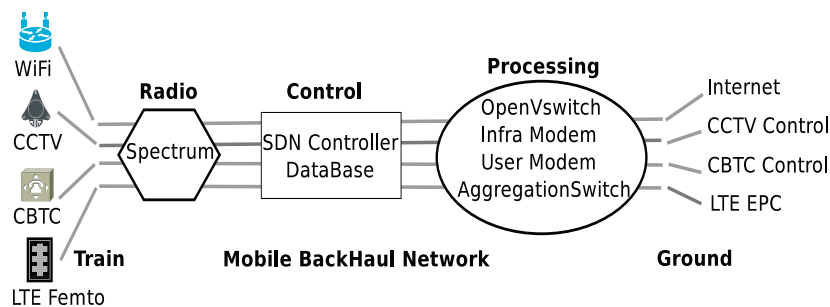 WiFi
CCTV
CBTC
LTE Femto
Train
Radio
Spectrum
Control
SDN Controller
DataBase
Mobile BackHaul Network
Processing
OpenVswitch
Infra Modem
User Modem
AggregationSwitch
Internet
CCTV Control
CBTC Control
LTE EPC
Ground